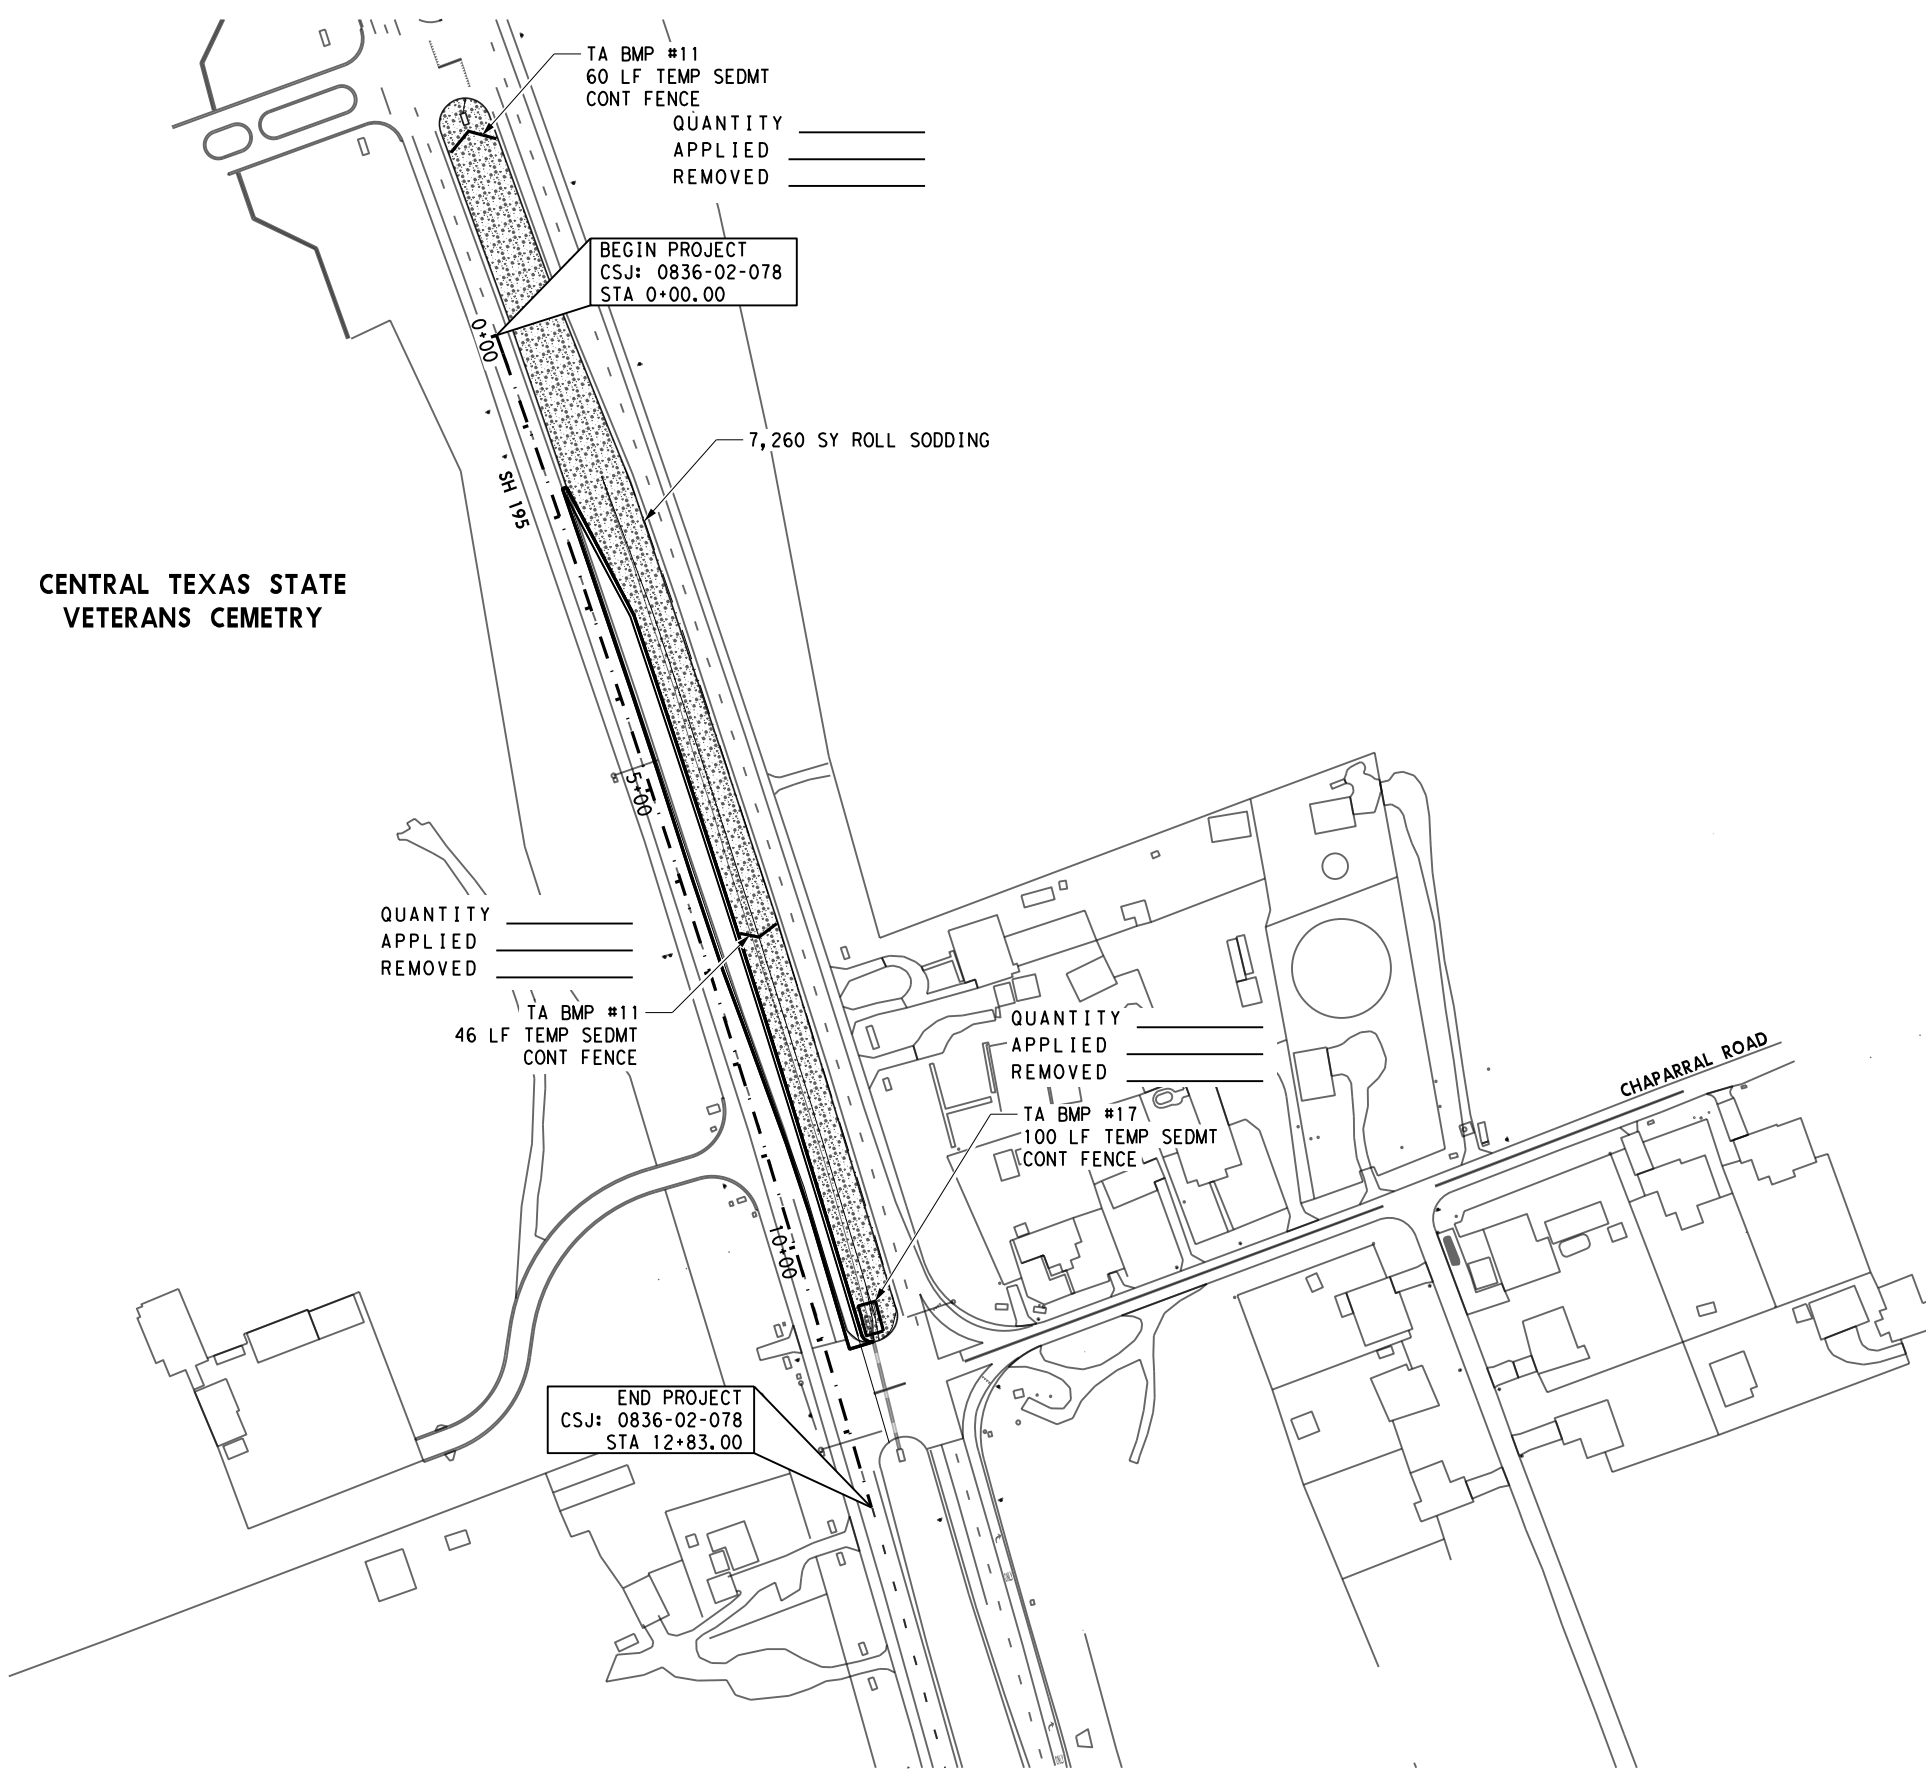 TA BMP #11
60 LF TEMP SEDMT
CONT FENCE
QUANTITY
APPLIED
REMOVED
BEGIN PROJECT
CSJ: 0836-02-078
STA 0+00.00
0+00
7,260 SY ROLL SODDING
SH 195
CENTRAL TEXAS STATE
VETERANS CEMETRY
5+00
QUANTITY
APPLIED
REMOVED
TA BMP #11
46 LF TEMP SEDMT
CONT FENCE
QUANTITY
APPLIED
REMOVED
TA BMP #17
100 LF TEMP SEDMT
CONT FENCE
CHAPARRAL ROAD
10+00
END PROJECT
CSJ: 0836-02-078
STA 12+83.00